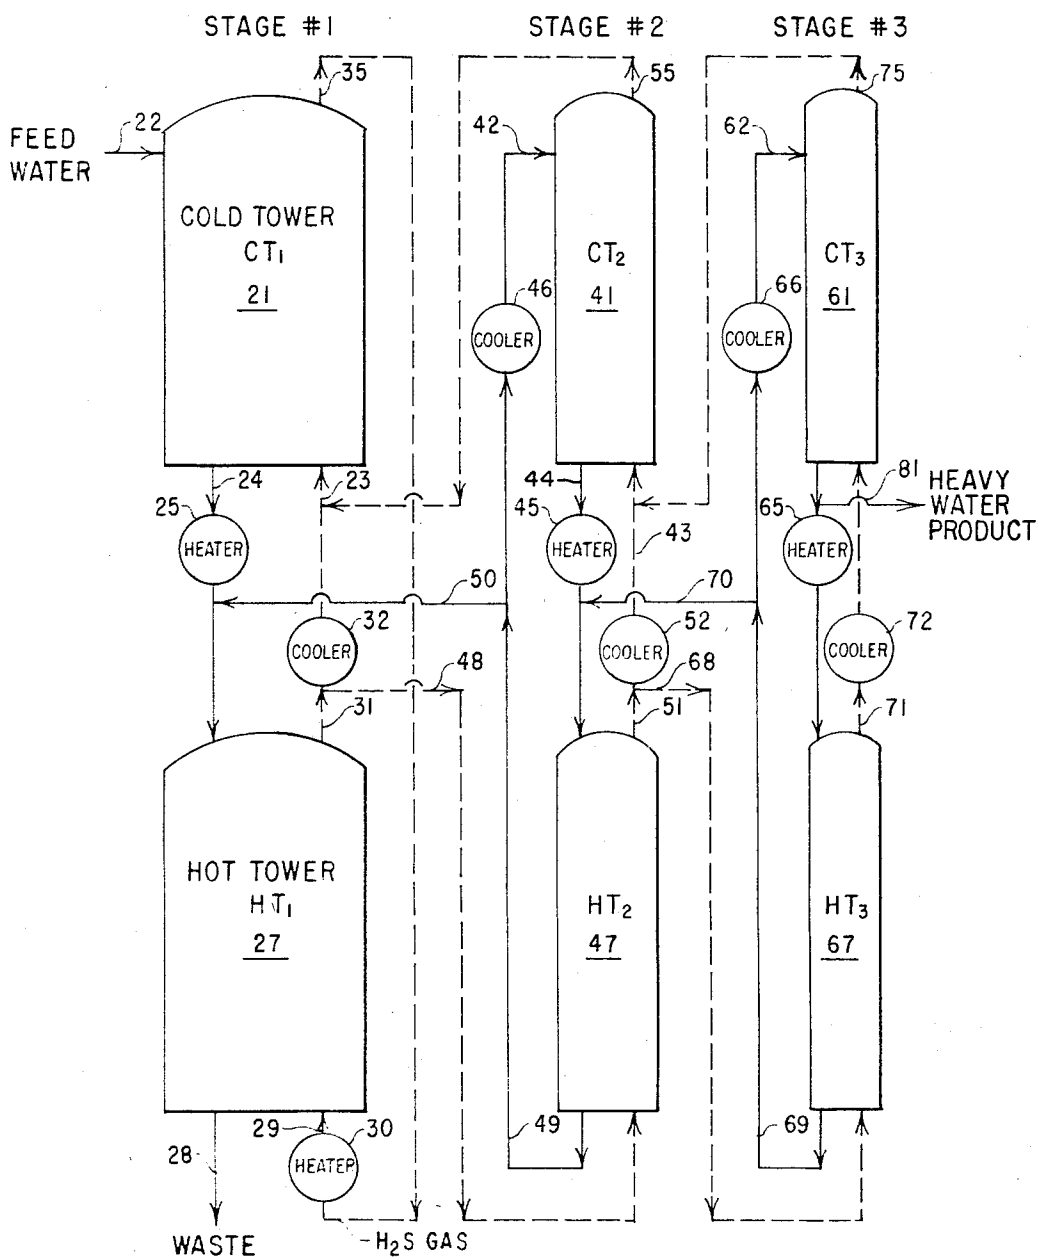 STAGE #1
STAGE #2
STAGE #3
35
55
75
22
42
62
FEED
WATER
COLD TOWER
CT1
21
CT2
41
CT3
61
46
COOLER
66
COOLER
24
23
44
81
HEAVY
WATER
PRODUCT
25
HEATER
45
HEATER
43
65
HEATER
50
70
32
COOLER
52
COOLER
72
COOLER
48
68
31
51
71
HOT TOWER
HT1
27
HT2
47
HT3
67
29
30
49
69
28
HEATER
WASTE
H2S GAS